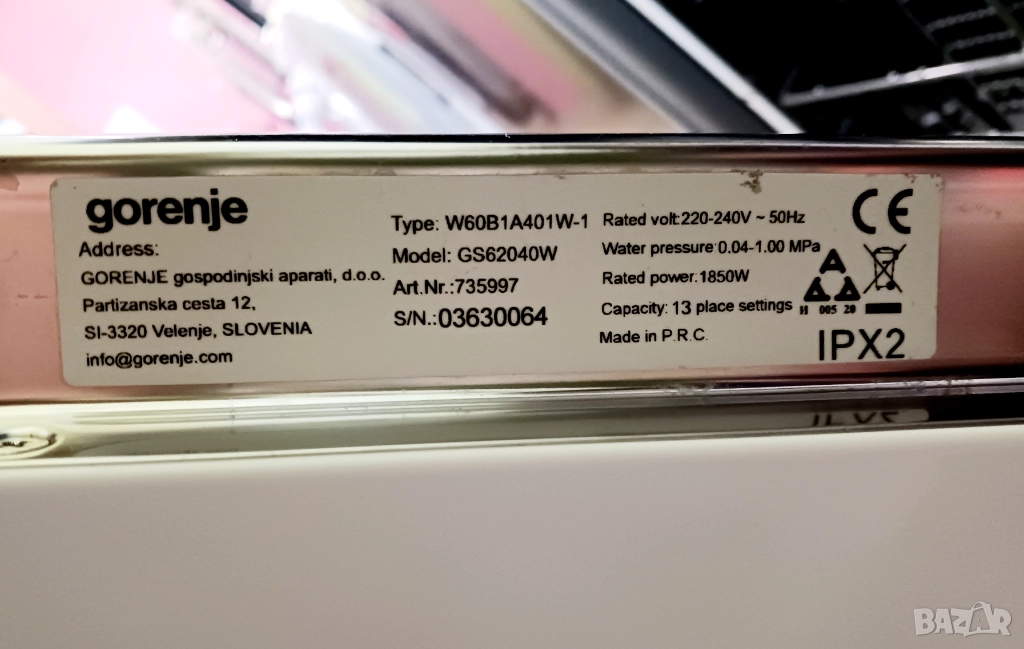 gorenje
Address:
GORENJE gospodinjski aparati, d.o.o.
Partizanska cesta 12,
SI-3320 Velenje, SLOVENIA
info@gorenje.com
Type: W60B1A401W-1
Model: GS62040W
Art.Nr.:735997
S/N.:03630064
Rated volt:220-240V ~ 50Hz
Water pressure:0.04-1.00 MPa
Rated power:1850W
Capacity: 13 place settings
Made in P.R.C.
CE
И 005 20
IPX2
BAZAR